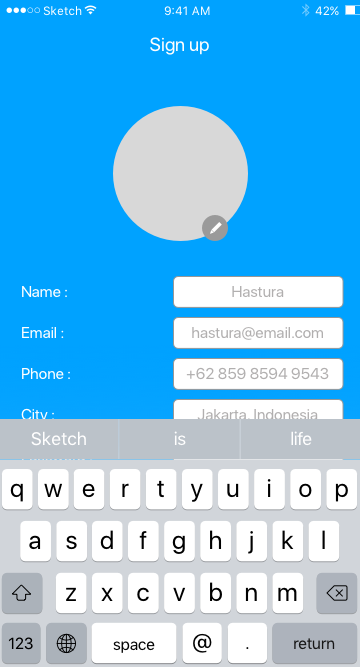 Sketch 9:41 AM 42%
Sign up
Name : Hastura
Email : hastura@email.com
Phone : +62 859 8594 9543
City : Jakarta, Indonesia
Sketch is life
q w e r t y u i o p
a s d f g h j k l
z x c v b n m
123 space @ . return